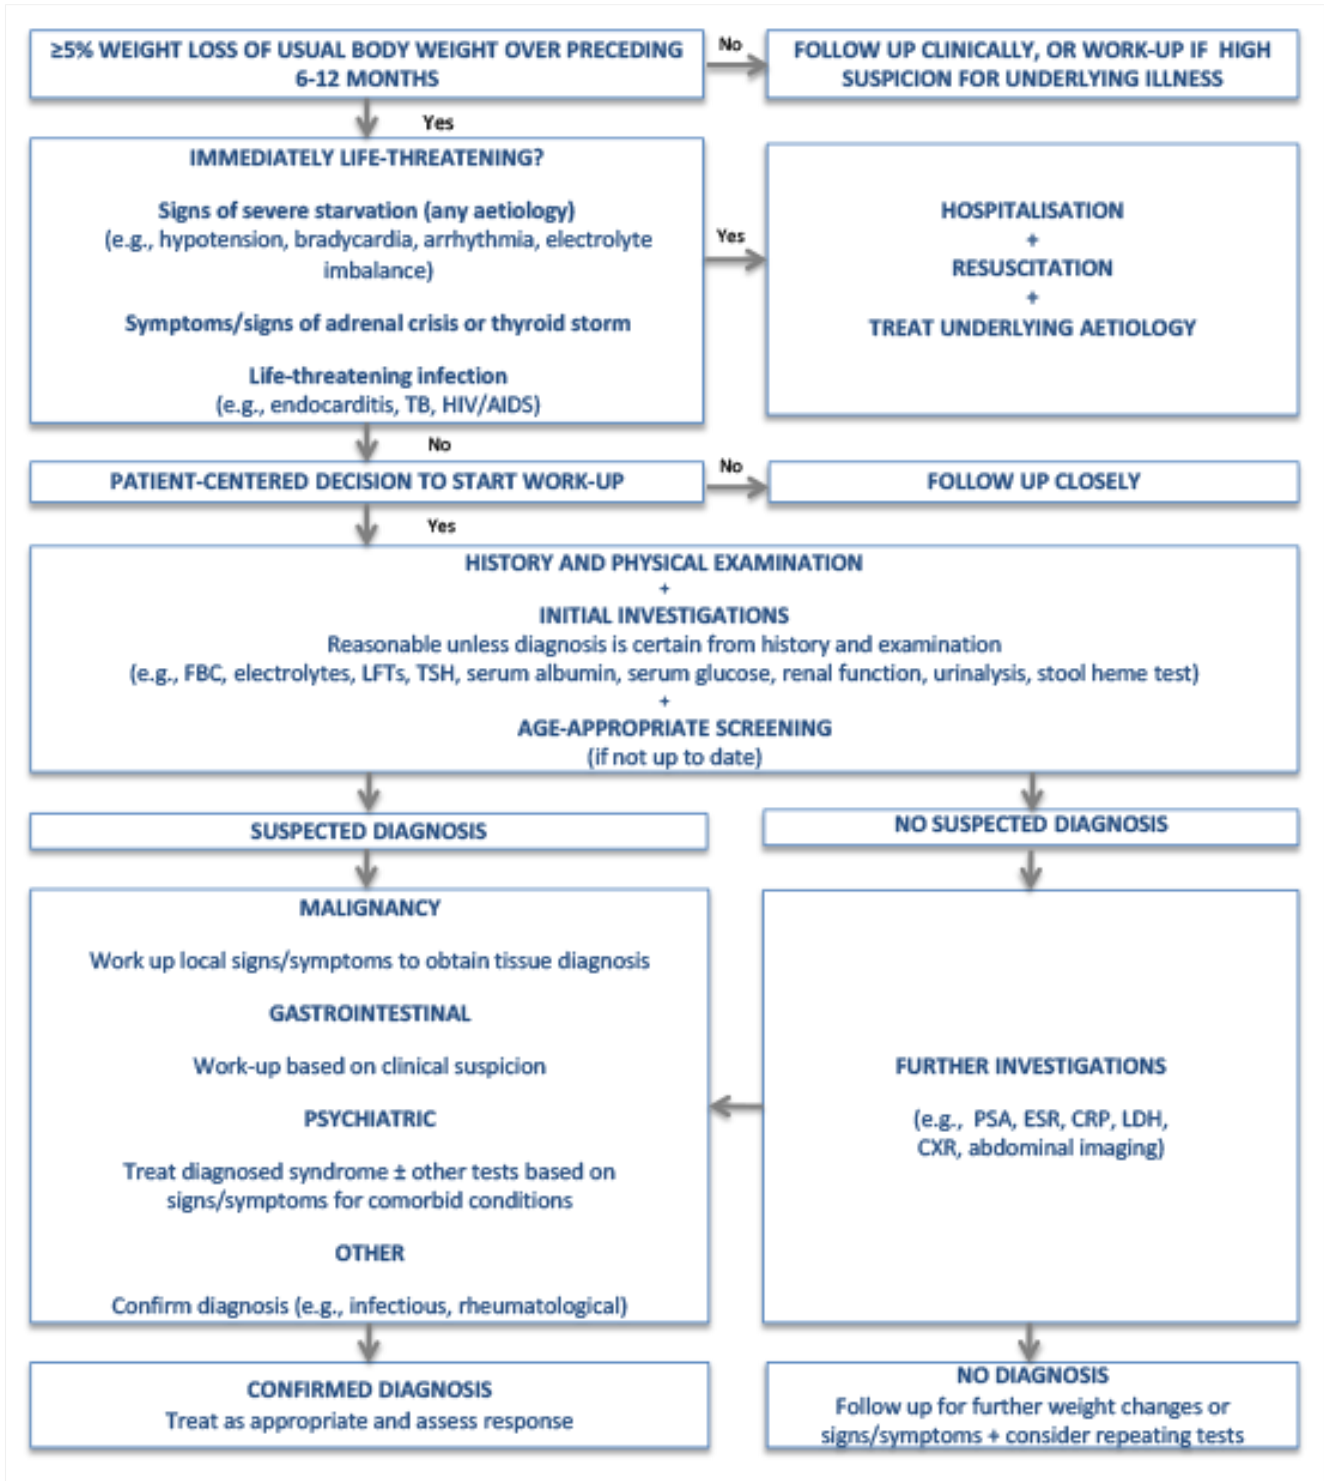 ≥5% WEIGHT LOSS OF USUAL BODY WEIGHT OVER PRECEDING
6-12 MONTHS
No
FOLLOW UP CLINICALLY, OR WORK-UP IF HIGH
SUSPICION FOR UNDERLYING ILLNESS
Yes
IMMEDIATELY LIFE-THREATENING?
Signs of severe starvation (any aetiology)
(e.g., hypotension, bradycardia, arrhythmia, electrolyte
imbalance)
Symptoms/signs of adrenal crisis or thyroid storm
Life-threatening infection
(e.g., endocarditis, TB, HIV/AIDS)
Yes
HOSPITALISATION
+
RESUSCITATION
+
TREAT UNDERLYING AETIOLOGY
No
PATIENT-CENTERED DECISION TO START WORK-UP
No
FOLLOW UP CLOSELY
Yes
HISTORY AND PHYSICAL EXAMINATION
+
INITIAL INVESTIGATIONS
Reasonable unless diagnosis is certain from history and examination
(e.g., FBC, electrolytes, LFTs, TSH, serum albumin, serum glucose, renal function, urinalysis, stool heme test)
+
AGE-APPROPRIATE SCREENING
(if not up to date)
SUSPECTED DIAGNOSIS
NO SUSPECTED DIAGNOSIS
MALIGNANCY
Work up local signs/symptoms to obtain tissue diagnosis
GASTROINTESTINAL
Work-up based on clinical suspicion
PSYCHIATRIC
Treat diagnosed syndrome ± other tests based on
signs/symptoms for comorbid conditions
OTHER
Confirm diagnosis (e.g., infectious, rheumatological)
FURTHER INVESTIGATIONS
(e.g., PSA, ESR, CRP, LDH,
CXR, abdominal imaging)
CONFIRMED DIAGNOSIS
Treat as appropriate and assess response
NO DIAGNOSIS
Follow up for further weight changes or
signs/symptoms + consider repeating tests